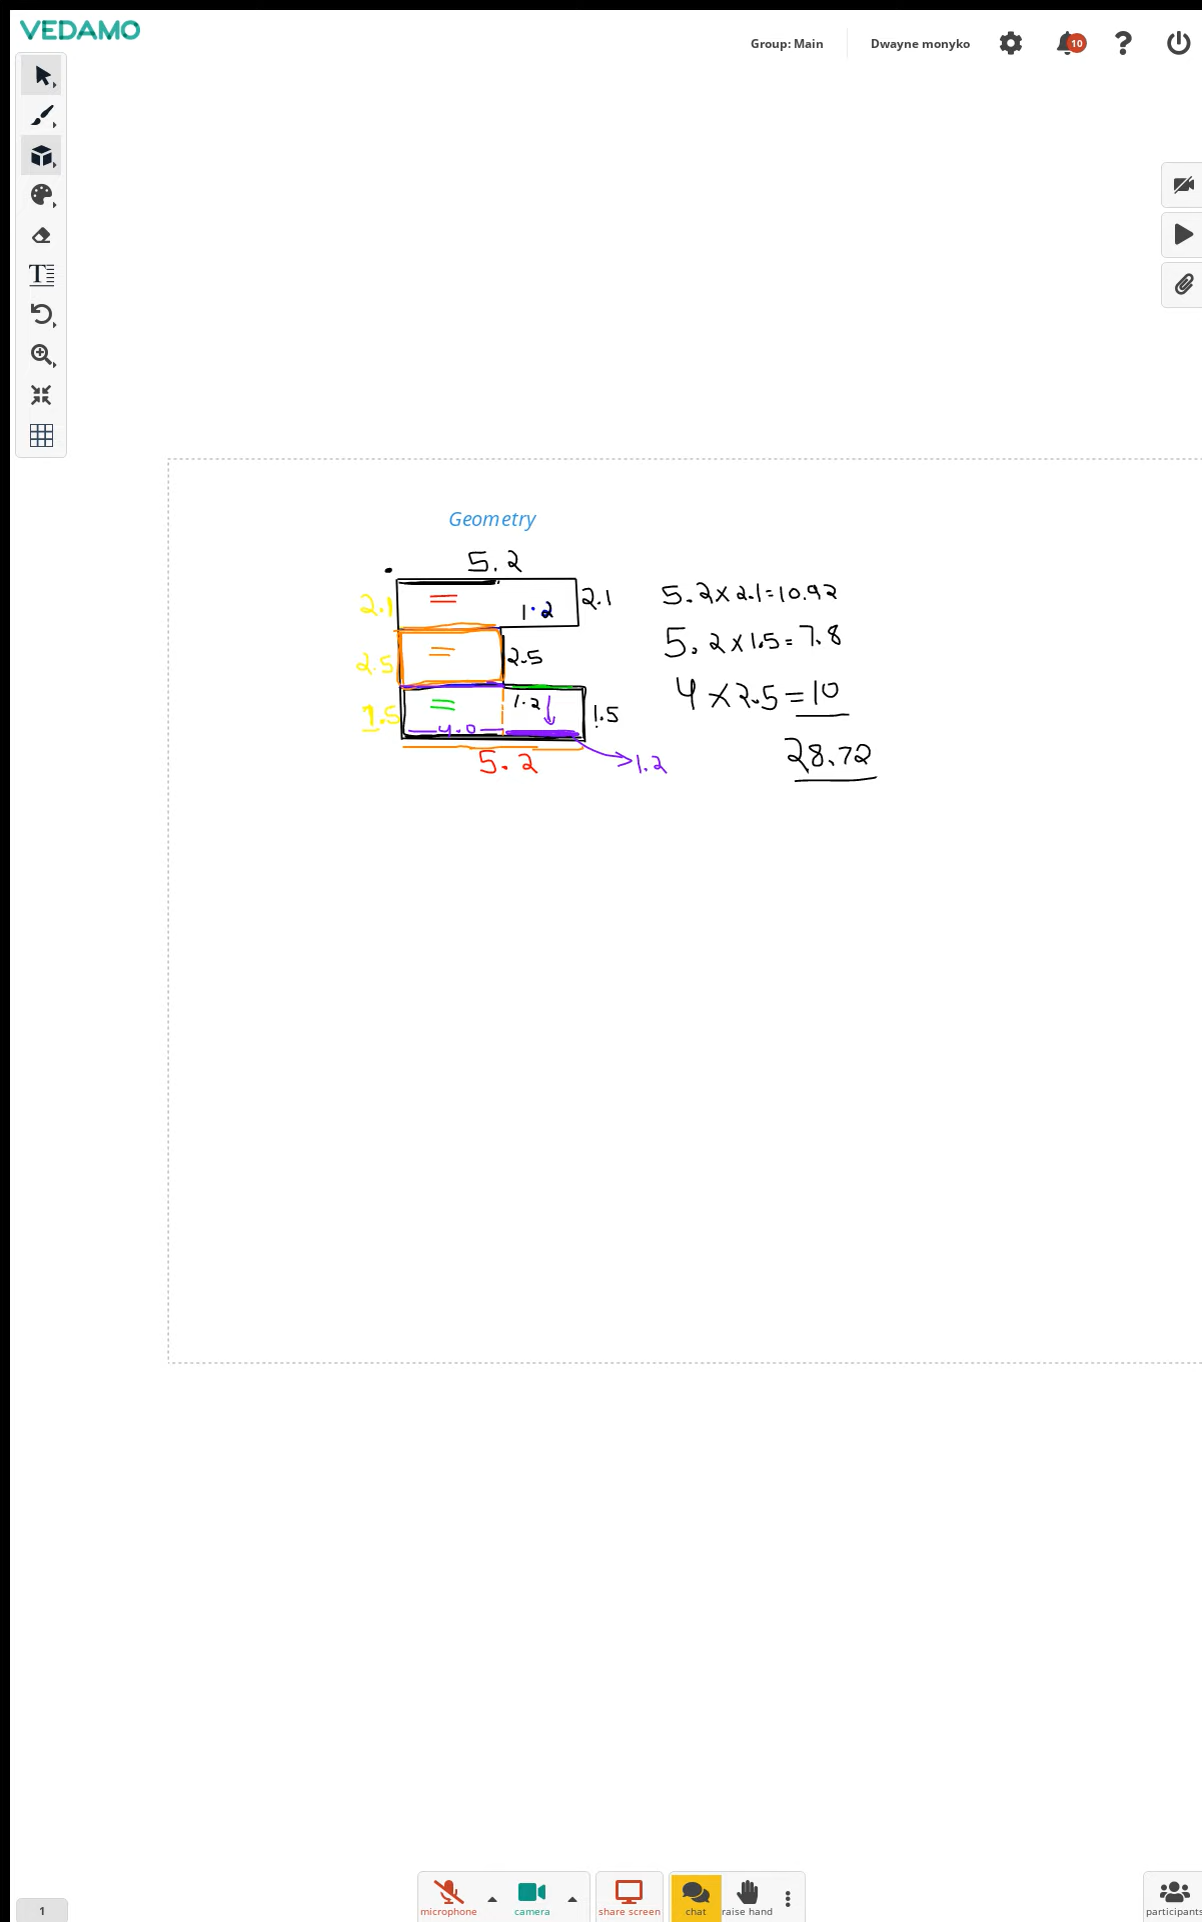 VEDAMO
Group: Main
Dwayne monyko
10
Geometry
5.2
2.1
1.2
2.1
5.2x2.1=10.92
2.5
2.5
5.2x1.5=7.8
1.5
1.2
1.5
4x2.5=10
4.0
5.2
1.2
28.72
1
microphone
camera
share screen
chat
raise hand
participants